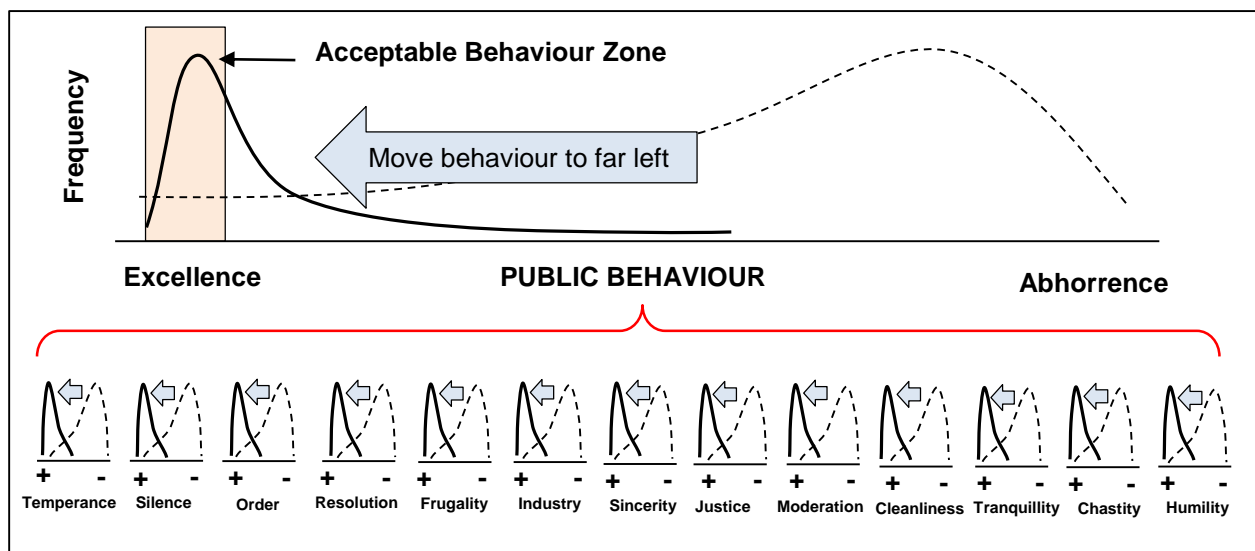 Acceptable Behaviour Zone
Frequency
Move behaviour to far left
Excellence
PUBLIC BEHAVIOUR
Abhorrence
+ - + - + - + - + - + - + - + - + - + - + - + - + -
Temperance Silence Order Resolution Frugality Industry Sincerity Justice Moderation Cleanliness Tranquillity Chastity Humility